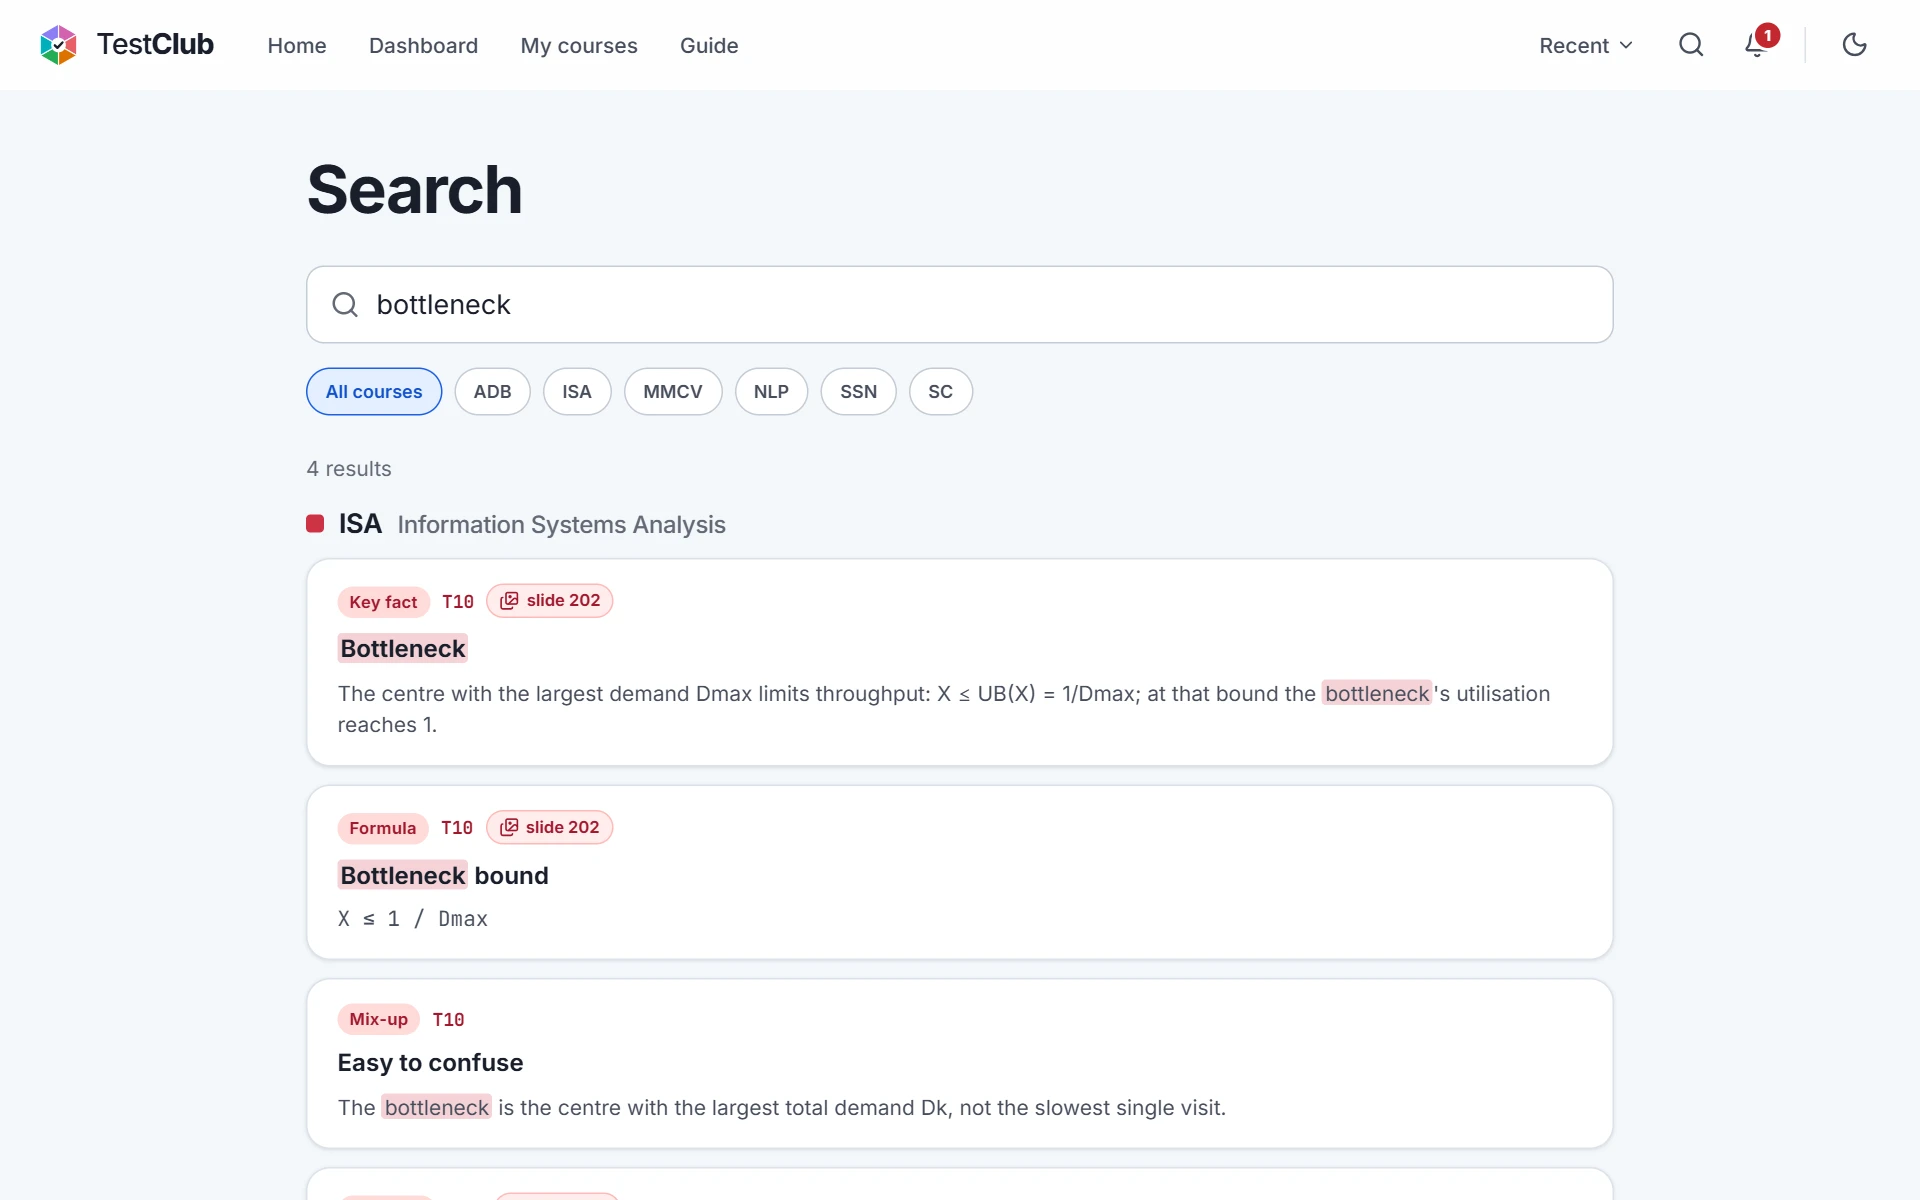 TestClub
Home
Dashboard
My courses
Guide
Recent
1
Search
bottleneck
All courses
ADB
ISA
MMCV
NLP
SSN
SC
4 results
ISA Information Systems Analysis
Key fact T10 slide 202
Bottleneck
The centre with the largest demand Dmax limits throughput: X ≤ UB(X) = 1/Dmax; at that bound the bottleneck's utilisation
reaches 1.
Formula T10 slide 202
Bottleneck bound
X ≤ 1 / Dmax
Mix-up T10
Easy to confuse
The bottleneck is the centre with the largest total demand Dk, not the slowest single visit.